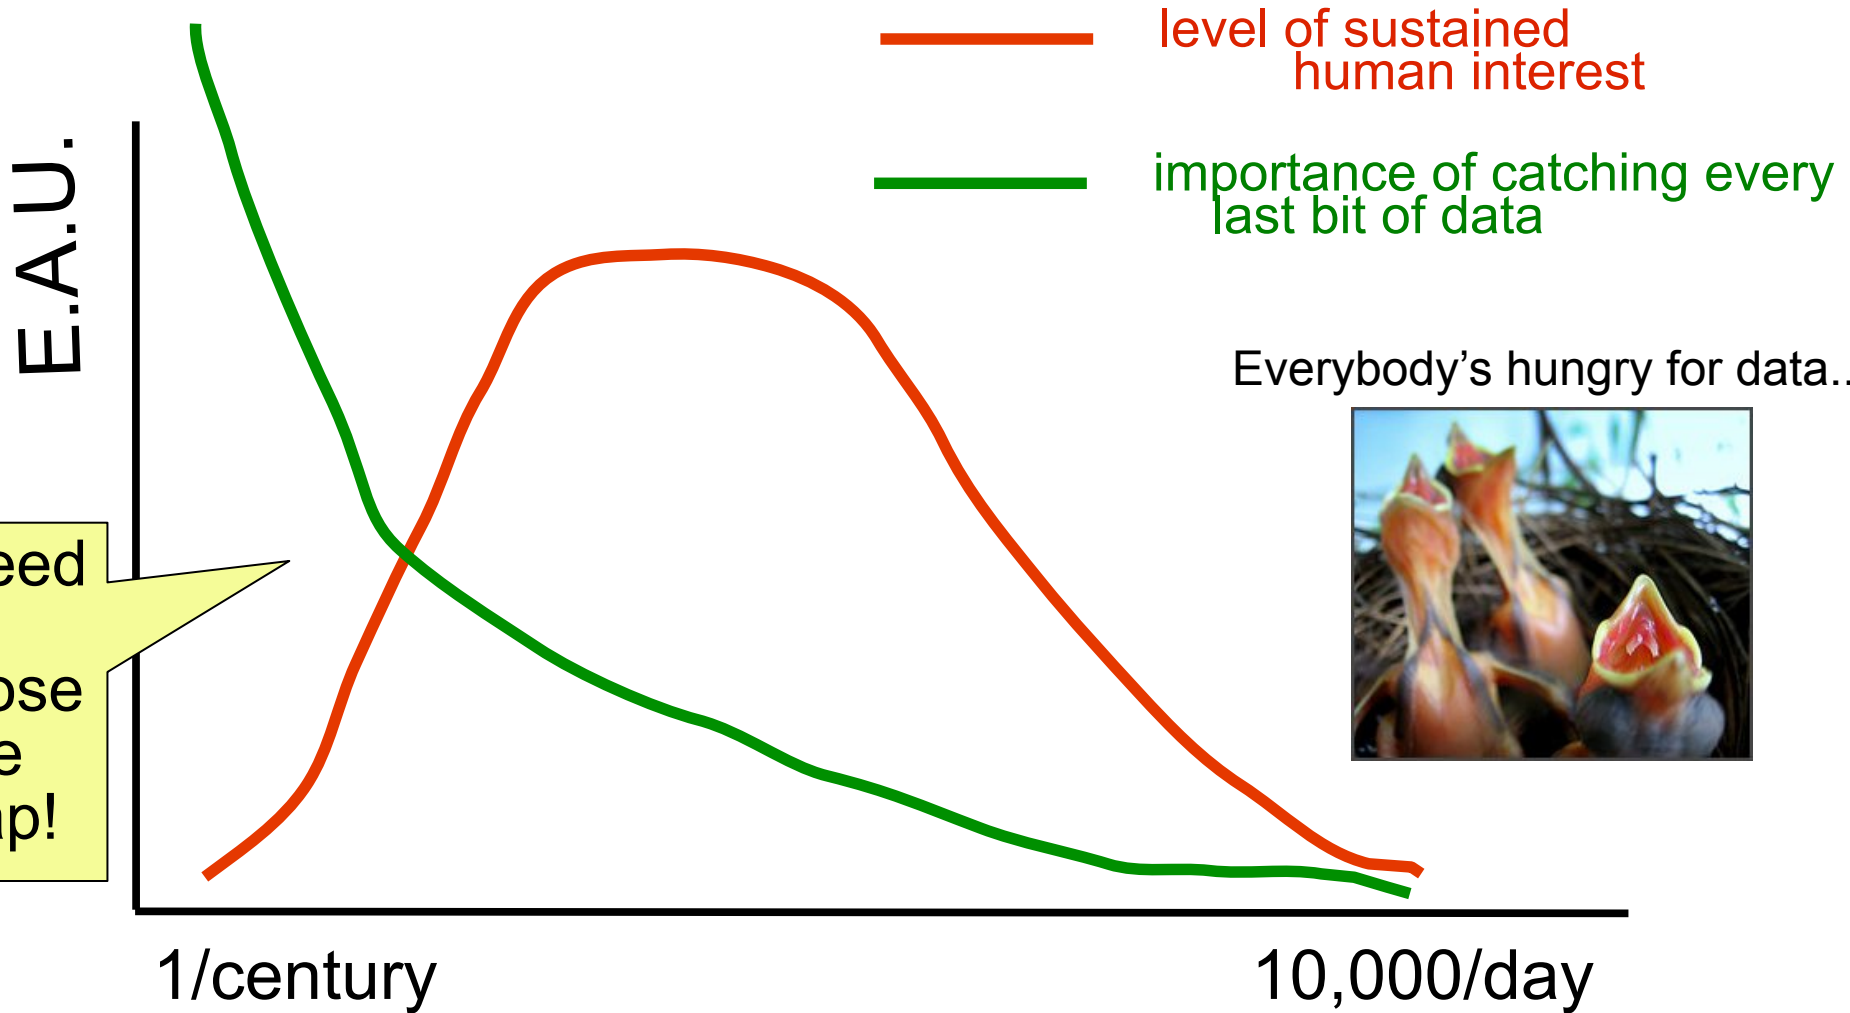 level of sustained
human interest
importance of catching every
last bit of data
E.A.U.
Everybody’s hungry for data..
eed
ose
e
ap!
1/century
10,000/day